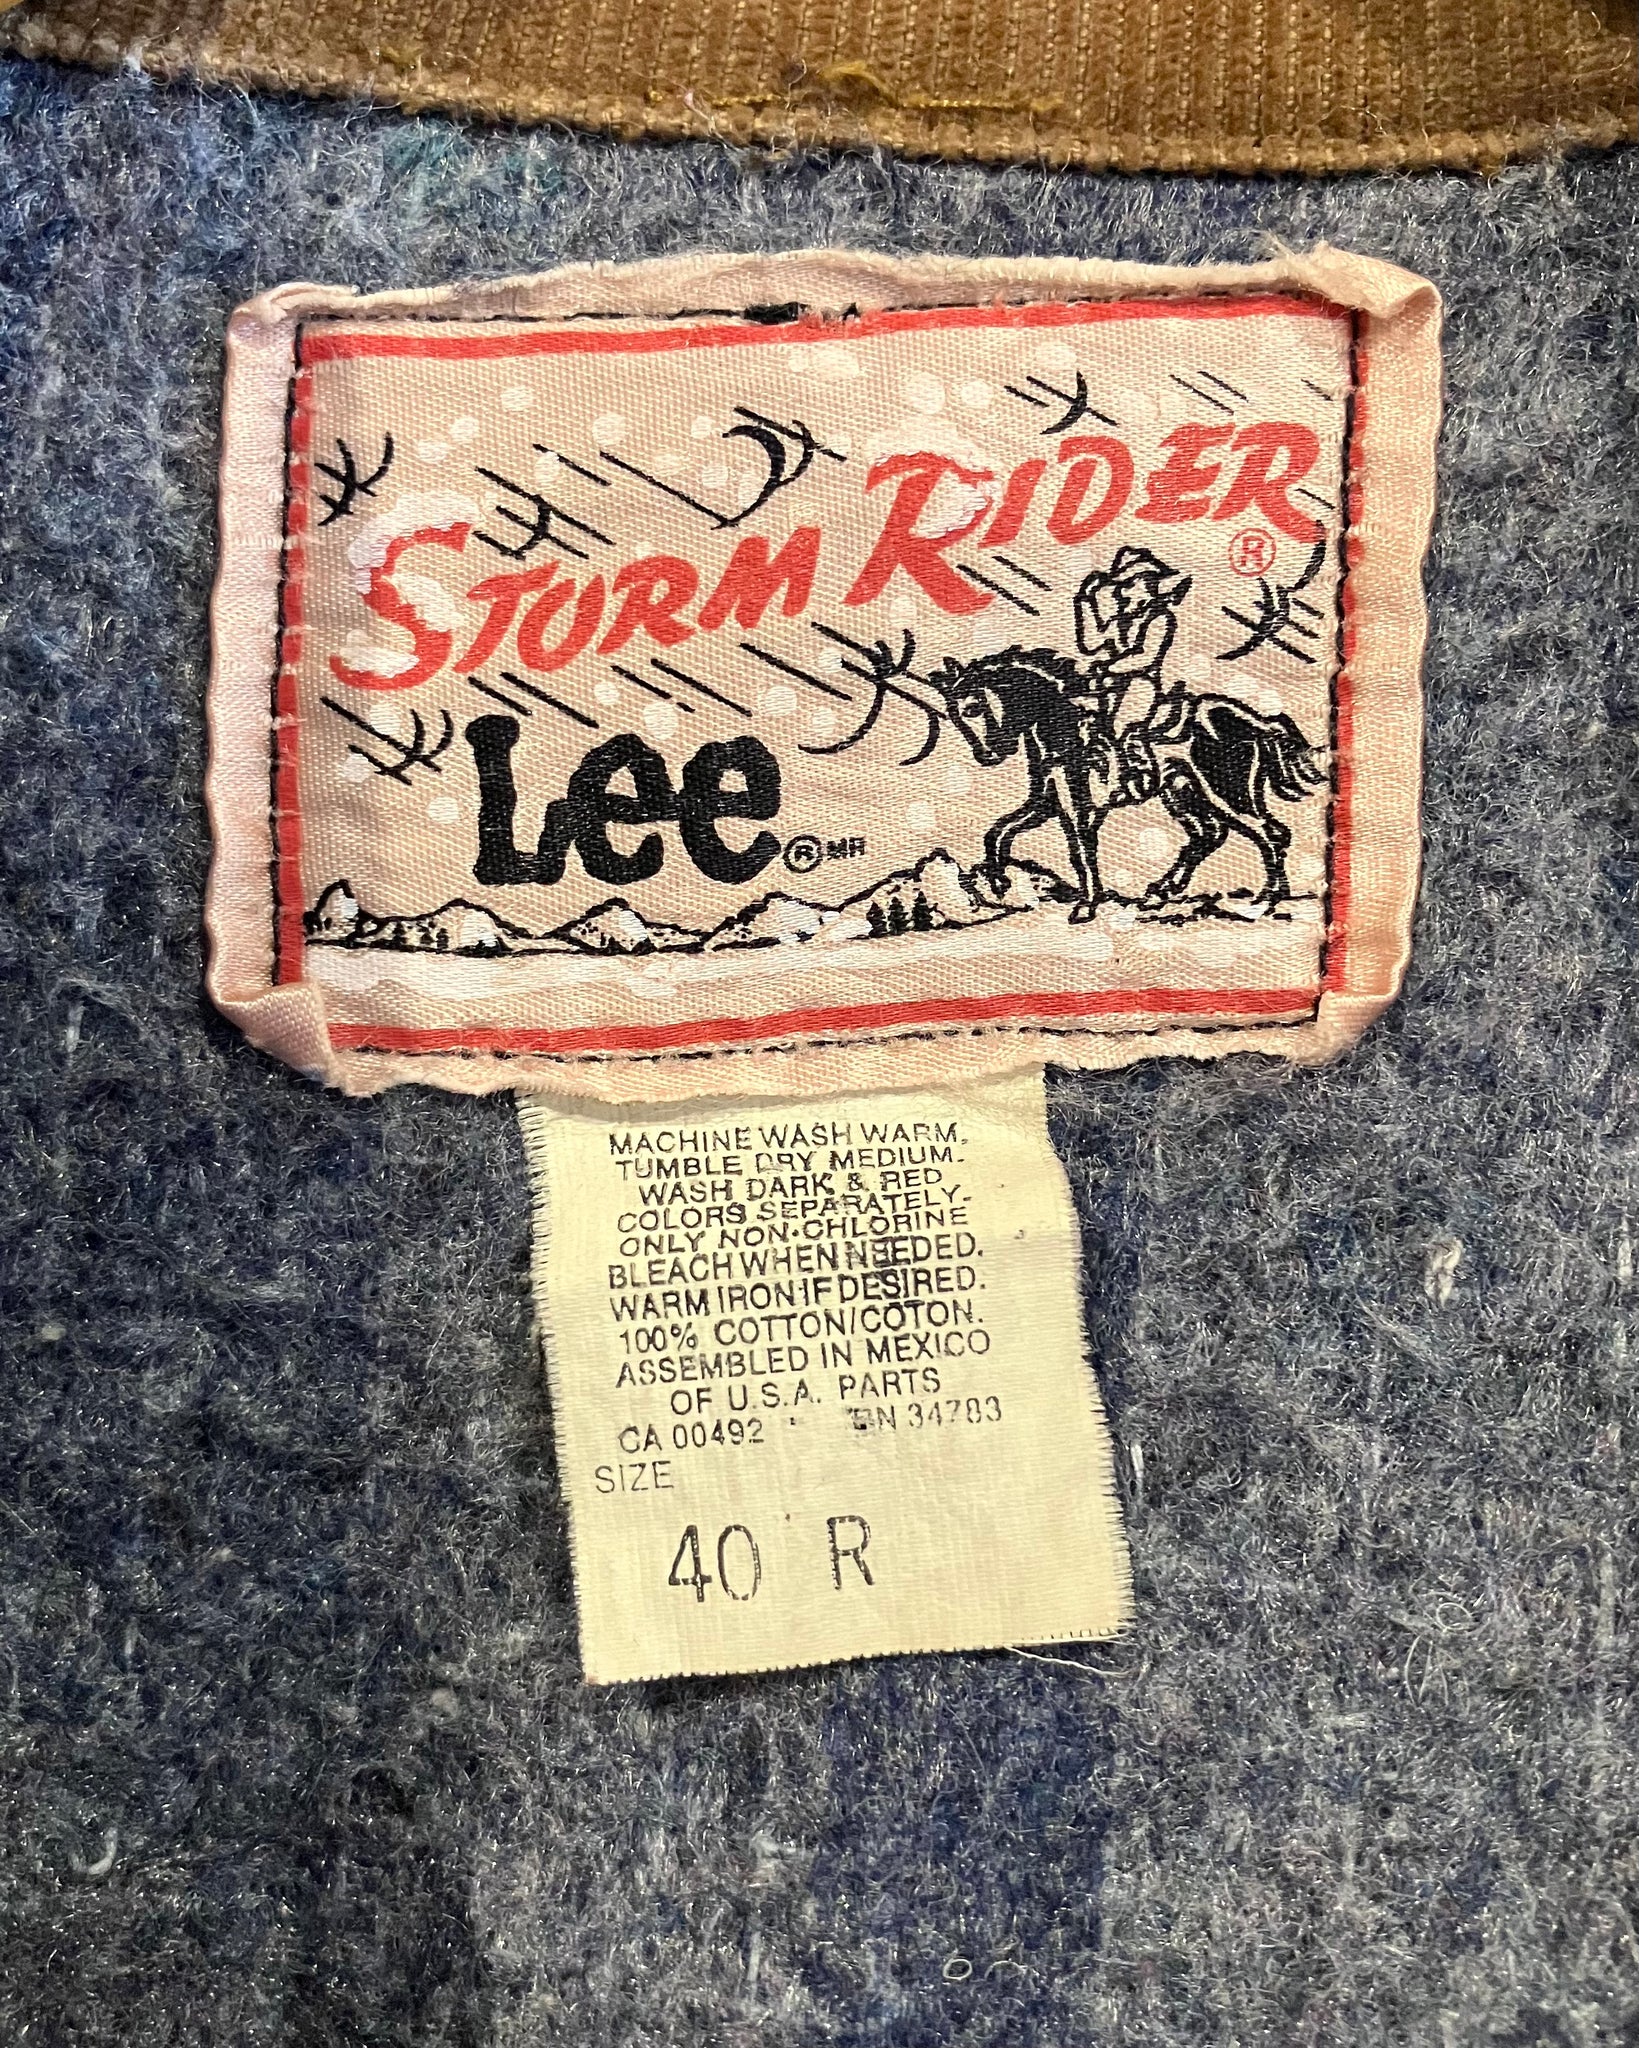 STORM RIDER ®
Lee ® MR
MACHINE WASH WARM.
TUMBLE DRY MEDIUM.
WASH DARK & RED
COLORS SEPARATELY.
ONLY NON-CHLORINE
BLEACH WHEN NEEDED.
WARM IRON IF DESIRED.
100% COTTON/COTON.
ASSEMBLED IN MEXICO
OF U.S.A. PARTS
CA 00492 RN 34783
SIZE
40 R